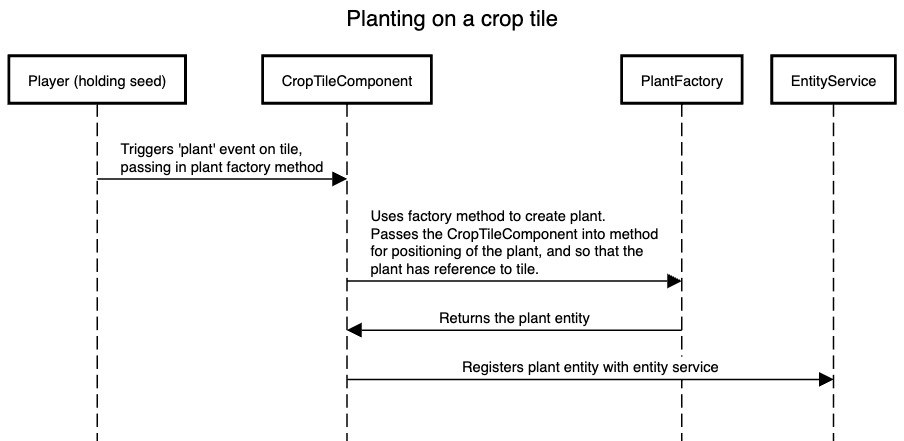 Planting on a crop tile
Player (holding seed)
CropTileComponent
PlantFactory
EntityService
Triggers 'plant' event on tile,
passing in plant factory method
Uses factory method to create plant.
Passes the CropTileComponent into method
for positioning of the plant, and so that the
plant has reference to tile.
Returns the plant entity
Registers plant entity with entity service